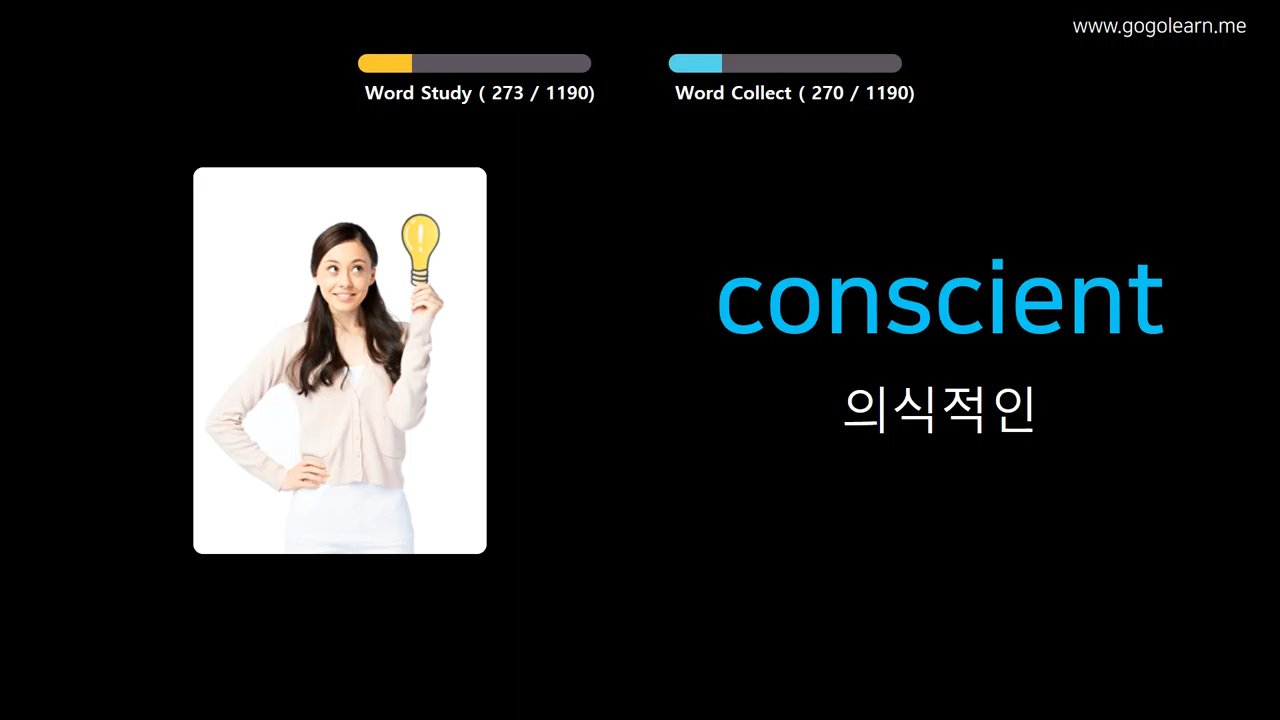 www.gogolearn.me
Word Study ( 273 / 1190)
Word Collect ( 270 / 1190)
conscient
의식적인